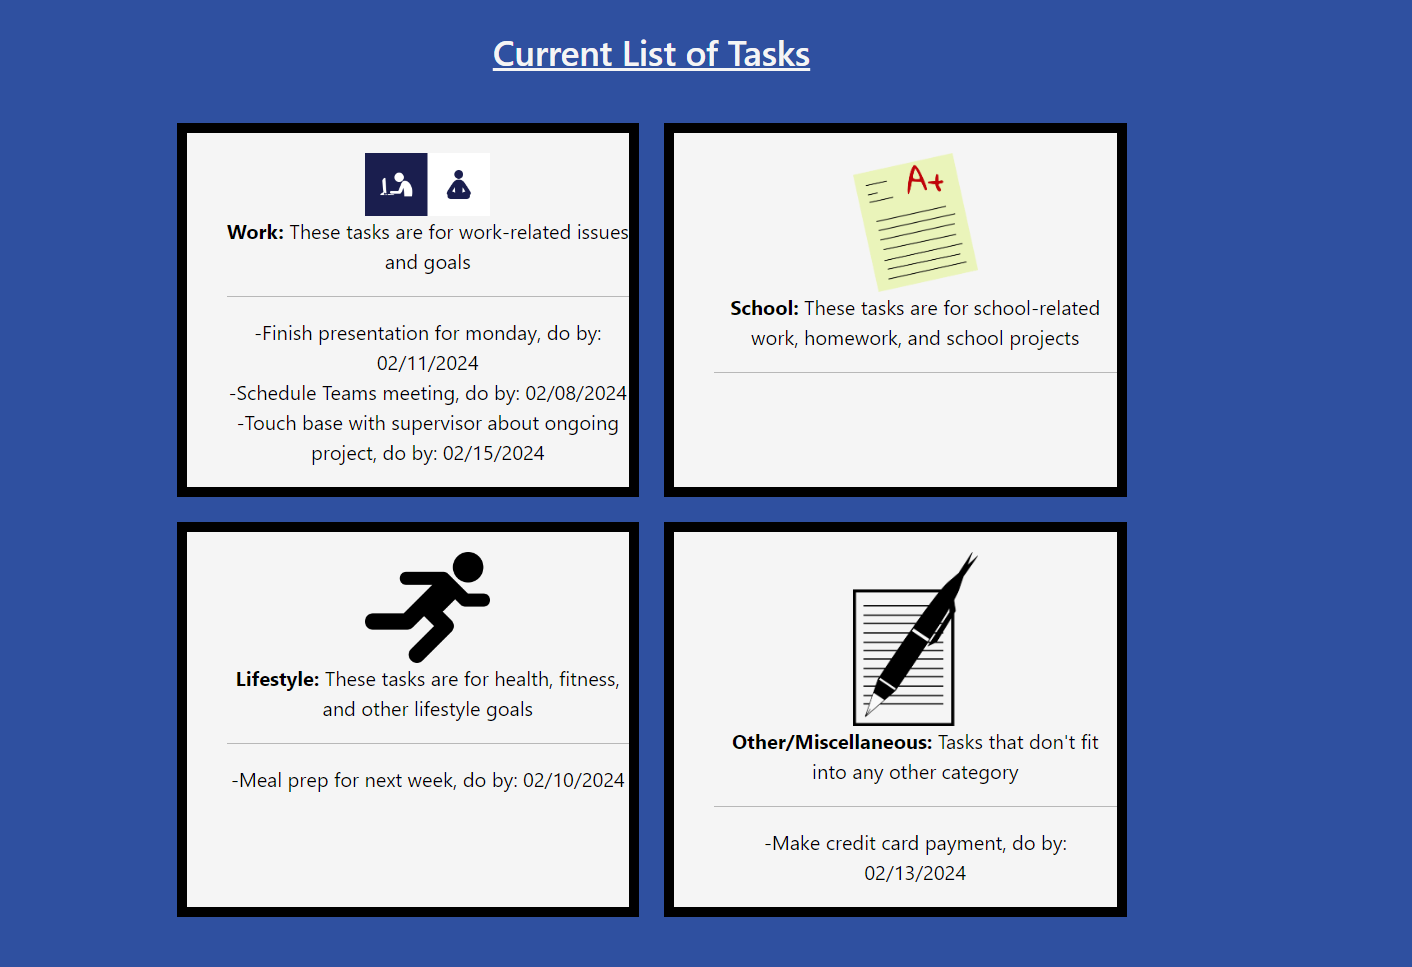 Current List of Tasks
Work: These tasks are for work-related issues
and goals
-Finish presentation for monday, do by:
02/11/2024
-Schedule Teams meeting, do by: 02/08/2024
-Touch base with supervisor about ongoing
project, do by: 02/15/2024
A+
School: These tasks are for school-related
work, homework, and school projects
Lifestyle: These tasks are for health, fitness,
and other lifestyle goals
-Meal prep for next week, do by: 02/10/2024
Other/Miscellaneous: Tasks that don't fit
into any other category
-Make credit card payment, do by:
02/13/2024